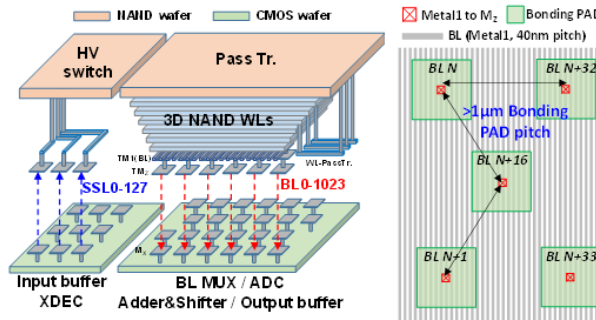 NAND wafer
CMOS wafer
HV
switch
Pass Tr.
3D NAND WLs
TM1(BL)
TM₂
WL-PassTr.
SSL0-127
BL0-1023
Mₓ
Input buffer
XDEC
BL MUX / ADC
Adder&Shifter / Output buffer
Metal1 to M₂
Bonding PAD
BL (Metal1, 40nm pitch)
BL N
BL N+32
>1μm Bonding
PAD pitch
BL N+16
BL N+1
BL N+33